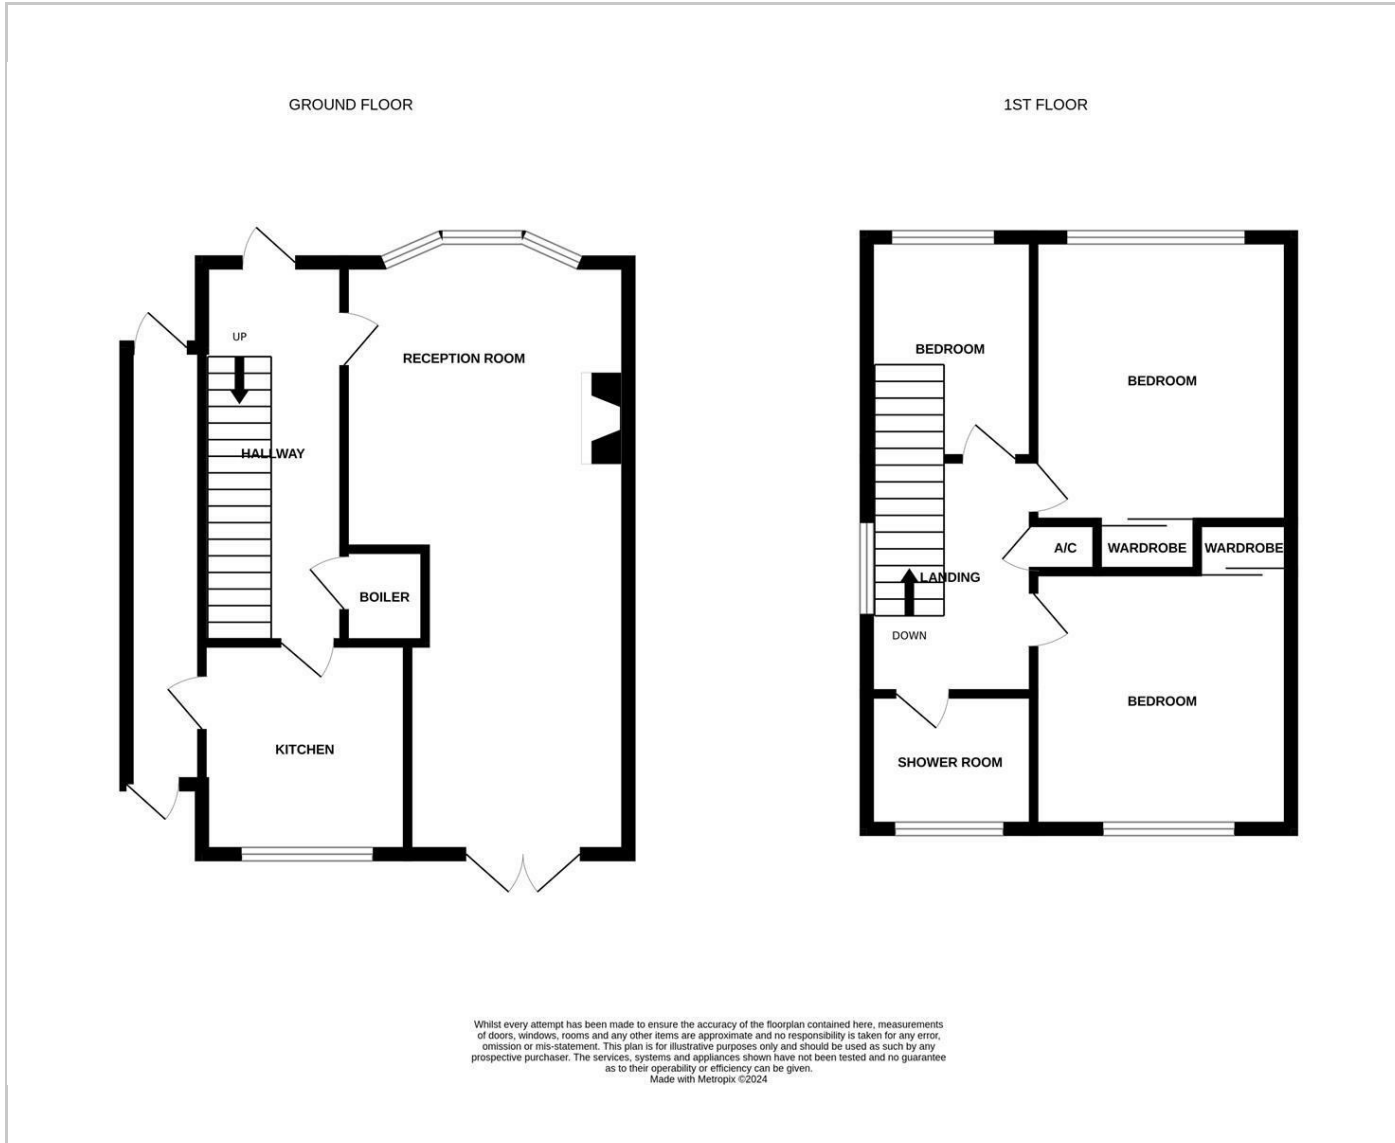 GROUND FLOOR
UP
RECEPTION ROOM
HALLWAY
BOILER
KITCHEN
1ST FLOOR
BEDROOM
BEDROOM
A/C
WARDROBE
WARDROBE
LANDING
DOWN
BEDROOM
SHOWER ROOM
Whilst every attempt has been made to ensure the accuracy of the floorplan contained here, measurements
of doors, windows, rooms and any other items are approximate and no responsibility is taken for any error,
omission or mis-statement. This plan is for illustrative purposes only and should be used as such by any
prospective purchaser. The services, systems and appliances shown have not been tested and no guarantee
as to their operability or efficiency can be given.
Made with Metropix ©2024